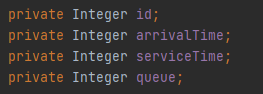 private Integer id;
private Integer arrivalTime;
private Integer serviceTime;
private Integer queue;